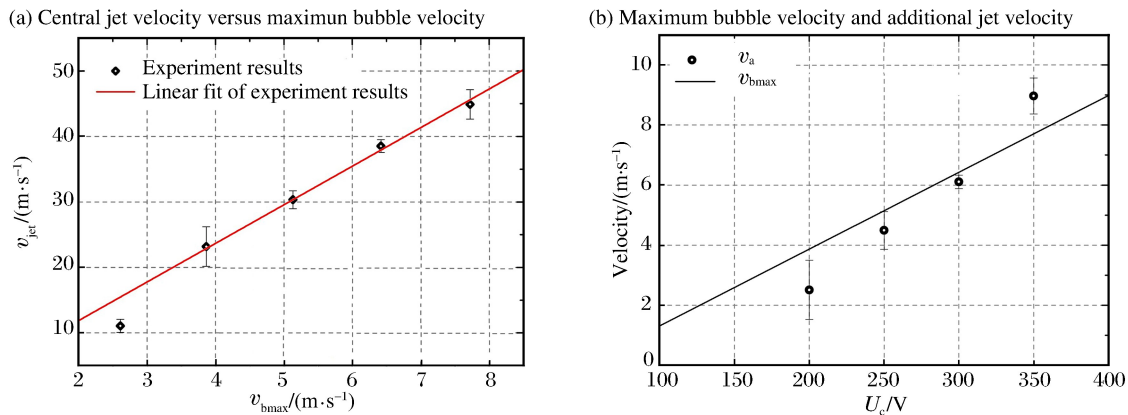 (a) Central jet velocity versus maximun bubble velocity
50
40
30
20
10
v_jet/(m·s⁻¹)
Experiment results
Linear fit of experiment results
2 3 4 5 6 7 8
v_bmax/(m·s⁻¹)
(b) Maximum bubble velocity and additional jet velocity
10
8
6
4
2
0
Velocity/(m·s⁻¹)
v_a
v_bmax
100 150 200 250 300 350 400
U_c/V